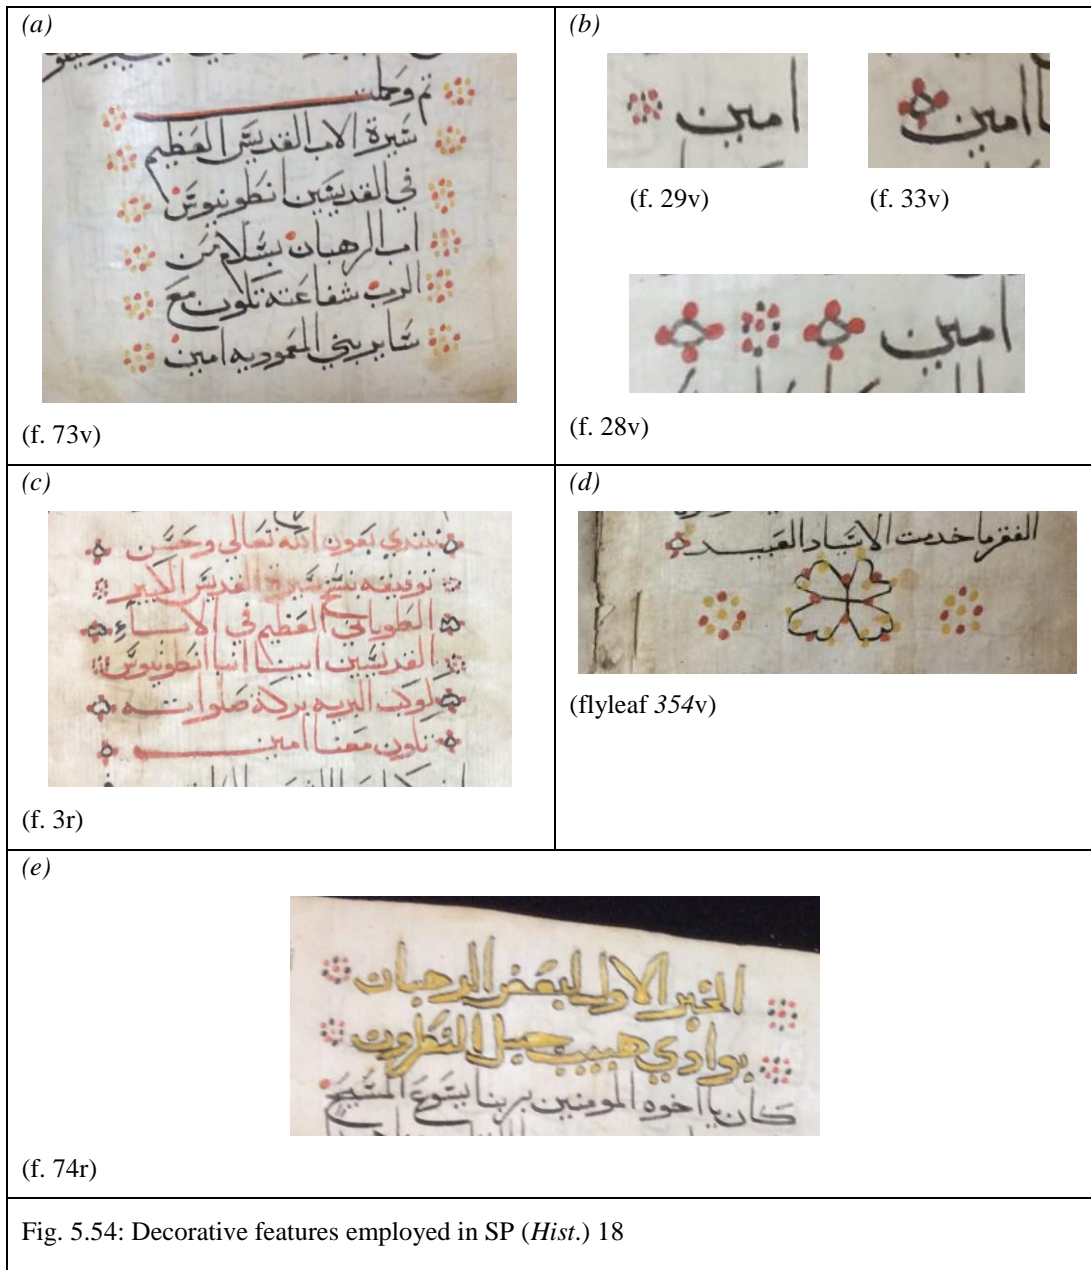 (a)
تم وكملت
سيرة الاب القديس العظيم
في القديسين انطونيوس
اب الرهبان بسلام من
الرب شفاعته تكون مع
ساير بني المعموديه امين
(f. 73v)
(b)
امين
(f. 29v)
امين
(f. 33v)
امين
(f. 28v)
(c)
نبتدي بعون الله تعالي وحسن
توفيقه بنسخ سيرة القديس الكبير
الطوباني العظيم في
القديسين ابينا انبا انطونيوس
كوكب البريه بركة صلواته
تكون معنا امين
(f. 3r)
(d)
الفقر ما خدمت الاسياد العبيد
(flyleaf 354v)
(e)
الخبر الاول لبعض الرهبان
بوادي هبيب جبل النطرون
كان يا اخوه المومنين بربنا يسوع المسيح
(f. 74r)
Fig. 5.54: Decorative features employed in SP (Hist.) 18